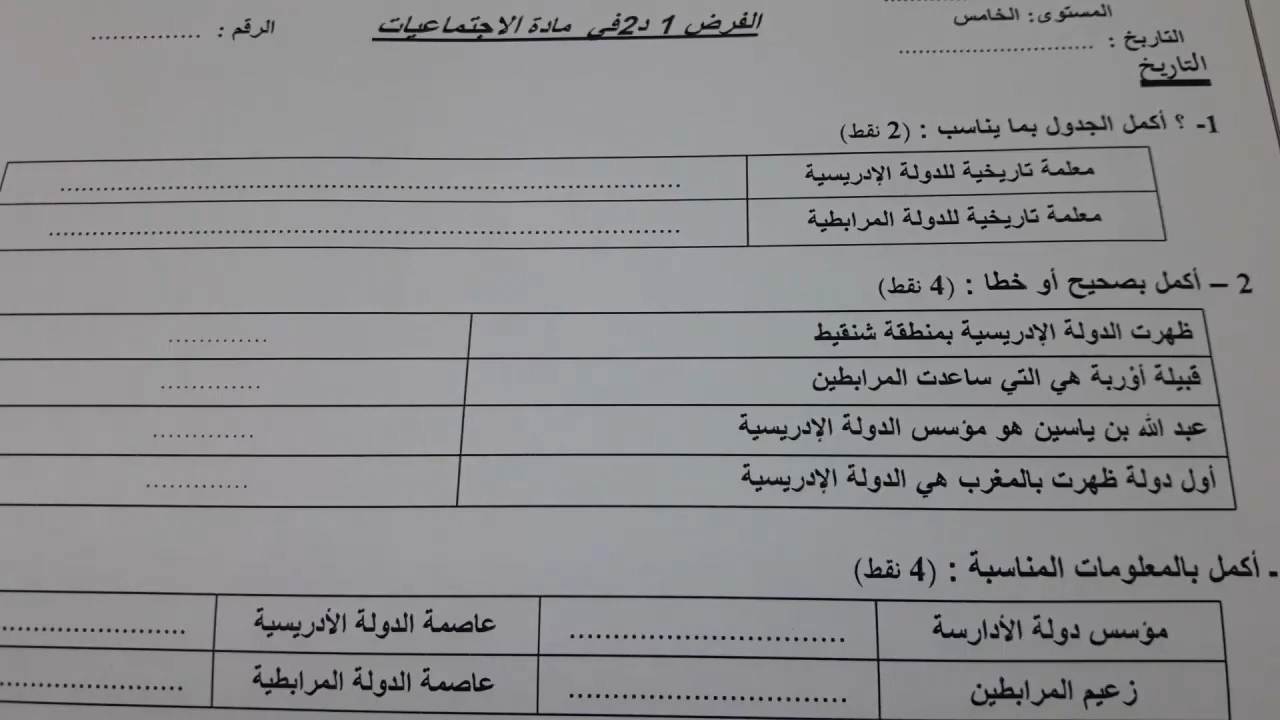 المستوى: الخامس
الفرض 1 د2في مادة الاجتماعيات
الرقم : ...............
التاريخ : ...........................
التاريخ
1- ؟ أكمل الجدول بما يناسب : (2 نقط)
معلمة تاريخية للدولة الإدريسية ................................................................................
معلمة تاريخية للدولة المرابطية ................................................................................
2 – أكمل بصحيح أو خطا : (4 نقط)
ظهرت الدولة الإدريسية بمنطقة شنقيط .............
قبيلة أوْربة هي التي ساعدت المرابطين .............
عبد الله بن ياسين هو مؤسس الدولة الإدريسية .............
أول دولة ظهرت بالمغرب هي الدولة الإدريسية .............
- أكمل بالمعلومات المناسبة : (4 نقط)
مؤسس دولة الأدارسة ................................ عاصمة الدولة الأدريسية ........................
زعيم المرابطين ................................ عاصمة الدولة المرابطية ........................